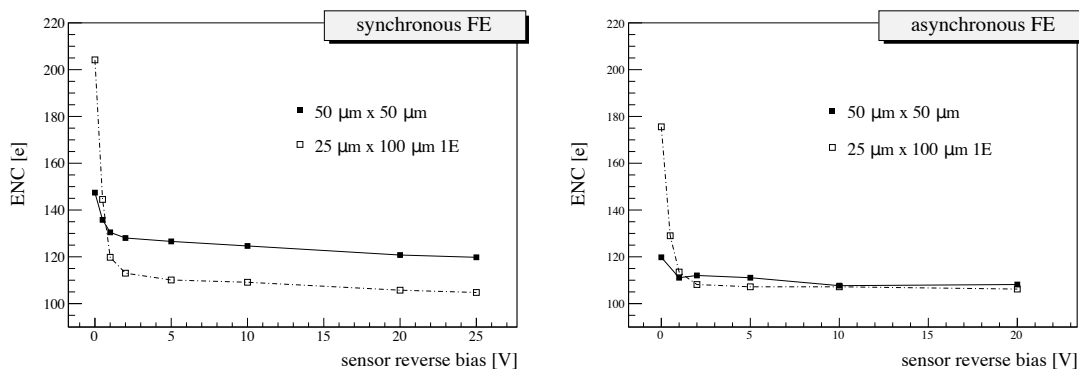 synchronous FE
ENC [e]
220
200
180
160
140
120
100
50 μm x 50 μm
25 μm x 100 μm 1E
0 5 10 15 20 25
sensor reverse bias [V]
asynchronous FE
ENC [e]
220
200
180
160
140
120
100
50 μm x 50 μm
25 μm x 100 μm 1E
0 5 10 15 20
sensor reverse bias [V]